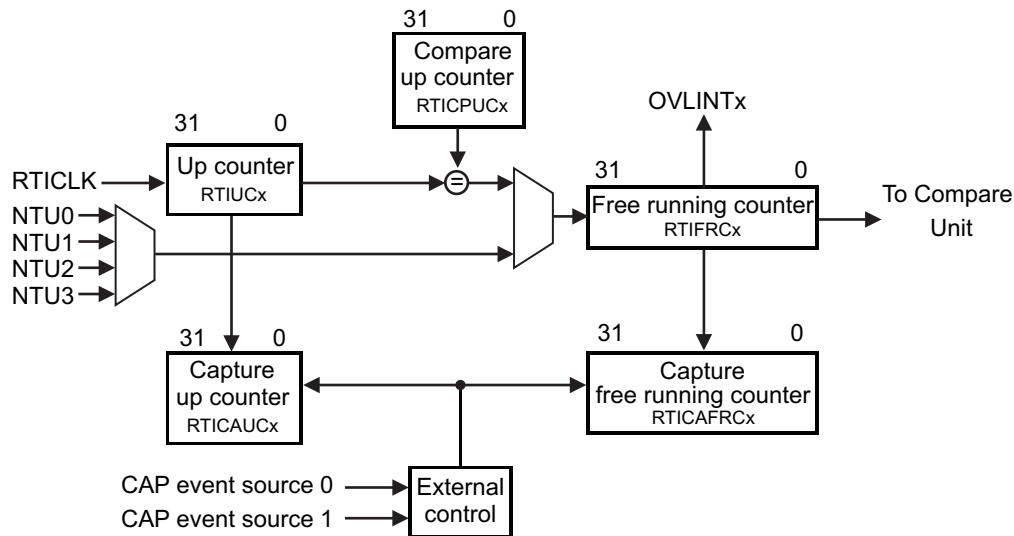 31 0
Compare
up counter
RTICPUCx
OVLINTx
31 0
Up counter
RTIUCx
RTICLK
=
31 0
Free running counter
RTIFRCx
To Compare
Unit
NTU0
NTU1
NTU2
NTU3
31 0
Capture
up counter
RTICAUCx
31 0
Capture
free running counter
RTICAFRCx
CAP event source 0
CAP event source 1
External
control